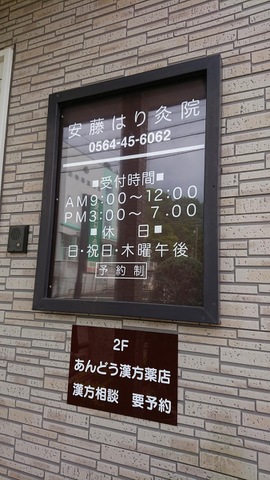 安藤はり灸院
0564-45-6062
■受付時間■
AM9:00～12:00
PM3:00～ 7.00
■休 日■
日・祝日・木曜午後
予約制
2F
あんどう漢方薬店
漢方相談 要予約